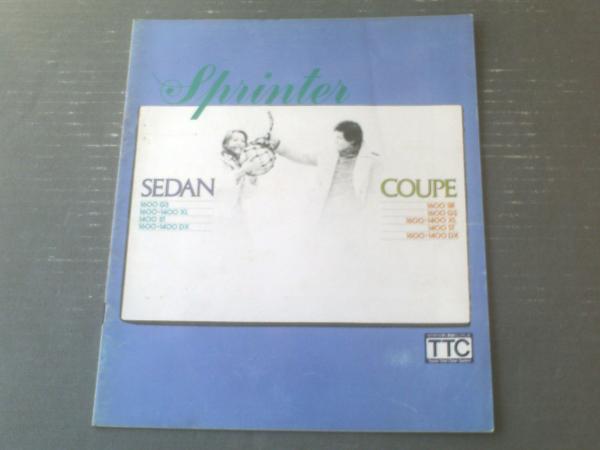 Sprinter
SEDAN
1600 GS
1600-1400 XL
1400 ST
1600-1400 DX
COUPE
1600 SR
1600 GS
1600-1400 XL
1400 ST
1600-1400 DX
TTC